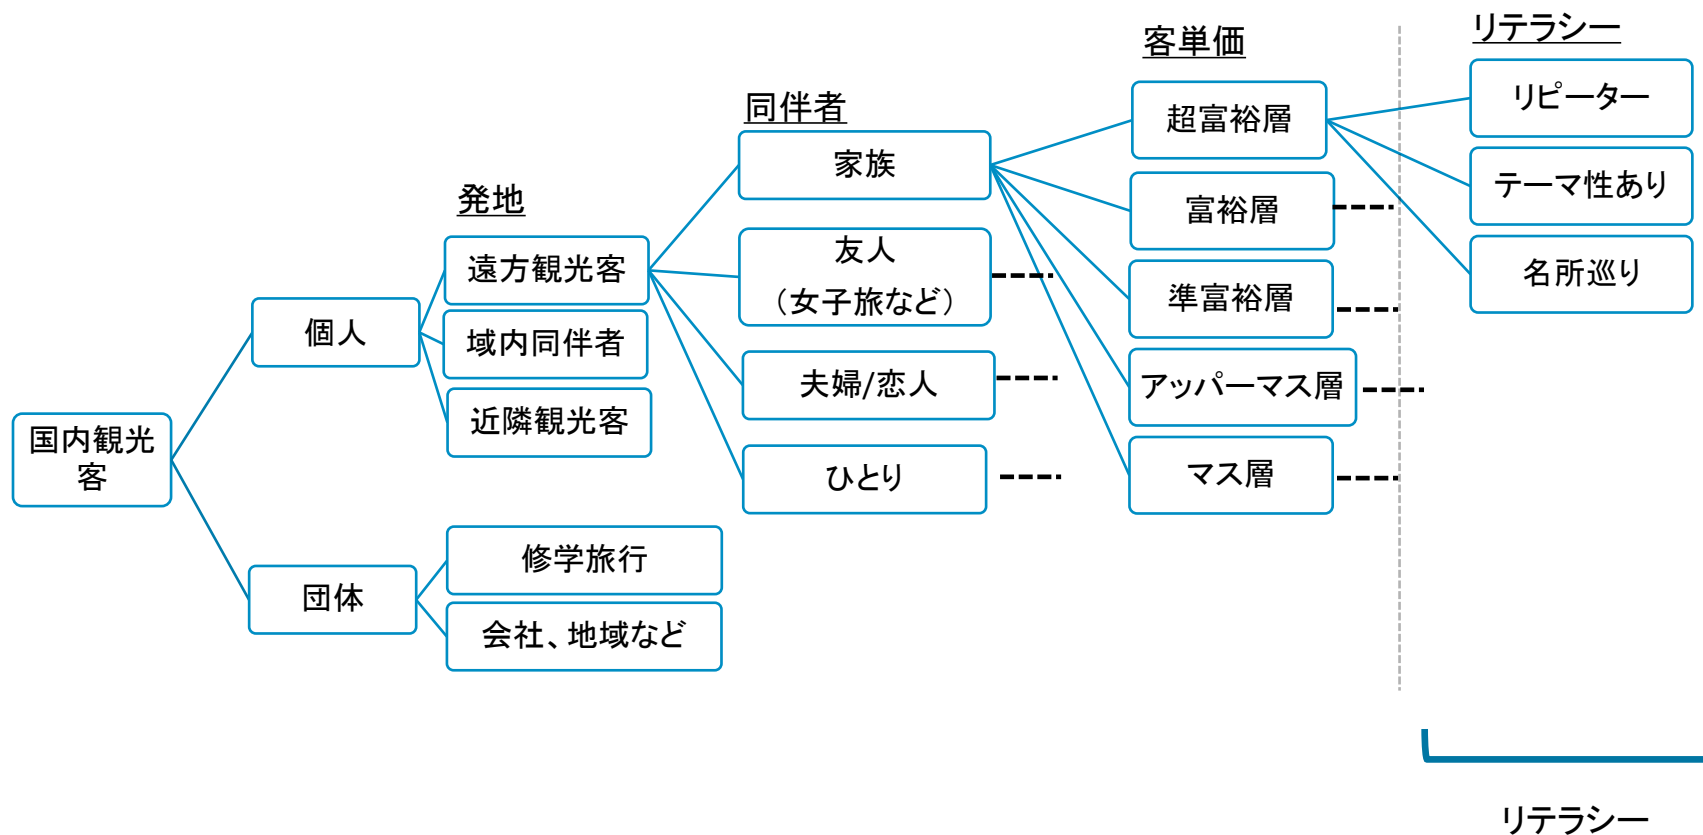 国内観光
客
個人
団体
発地
遠方観光客
域内同伴者
近隣観光客
修学旅行
会社、地域など
同伴者
家族
友人
（女子旅など）
夫婦/恋人
ひとり
客単価
超富裕層
富裕層
準富裕層
アッパーマス層
マス層
リテラシー
リピーター
テーマ性あり
名所巡り
リテラシー